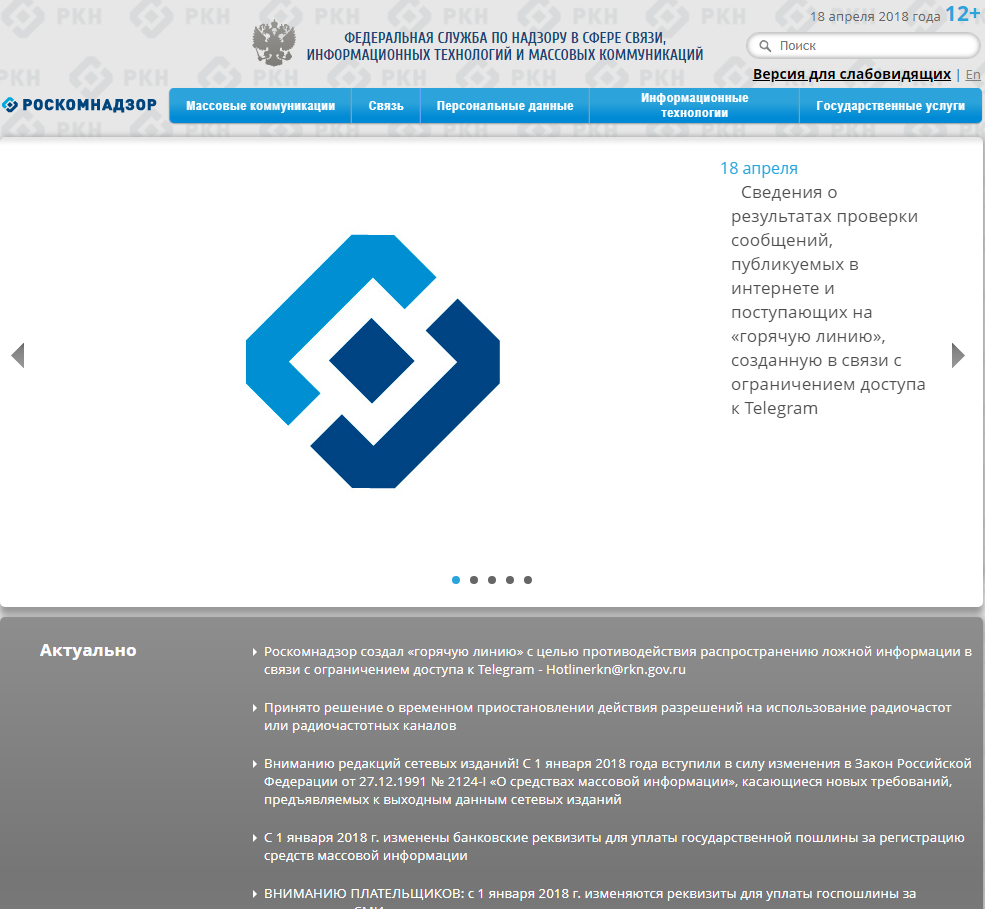 18 апреля 2018 года 12+
ФЕДЕРАЛЬНАЯ СЛУЖБА ПО НАДЗОРУ В СФЕРЕ СВЯЗИ,
ИНФОРМАЦИОННЫХ ТЕХНОЛОГИЙ И МАССОВЫХ КОММУНИКАЦИЙ
Поиск
Версия для слабовидящих | En
РОСКОМНАДЗОР
Массовые коммуникации
Связь
Персональные данные
Информационные
технологии
Государственные услуги
18 апреля
Сведения о
результатах проверки
сообщений,
публикуемых в
интернете и
поступающих на
«горячую линию»,
созданную в связи с
ограничением доступа
к Telegram
Актуально
Роскомнадзор создал «горячую линию» с целью противодействия распространению ложной информации в
связи с ограничением доступа к Telegram - Hotlinerkn@rkn.gov.ru
Принято решение о временном приостановлении действия разрешений на использование радиочастот
или радиочастотных каналов
Вниманию редакций сетевых изданий! С 1 января 2018 года вступили в силу изменения в Закон Российской
Федерации от 27.12.1991 № 2124-I «О средствах массовой информации», касающиеся новых требований,
предъявляемых к выходным данным сетевых изданий
С 1 января 2018 г. изменены банковские реквизиты для уплаты государственной пошлины за регистрацию
средств массовой информации
ВНИМАНИЮ ПЛАТЕЛЬЩИКОВ: с 1 января 2018 г. изменяются реквизиты для уплаты госпошлины за